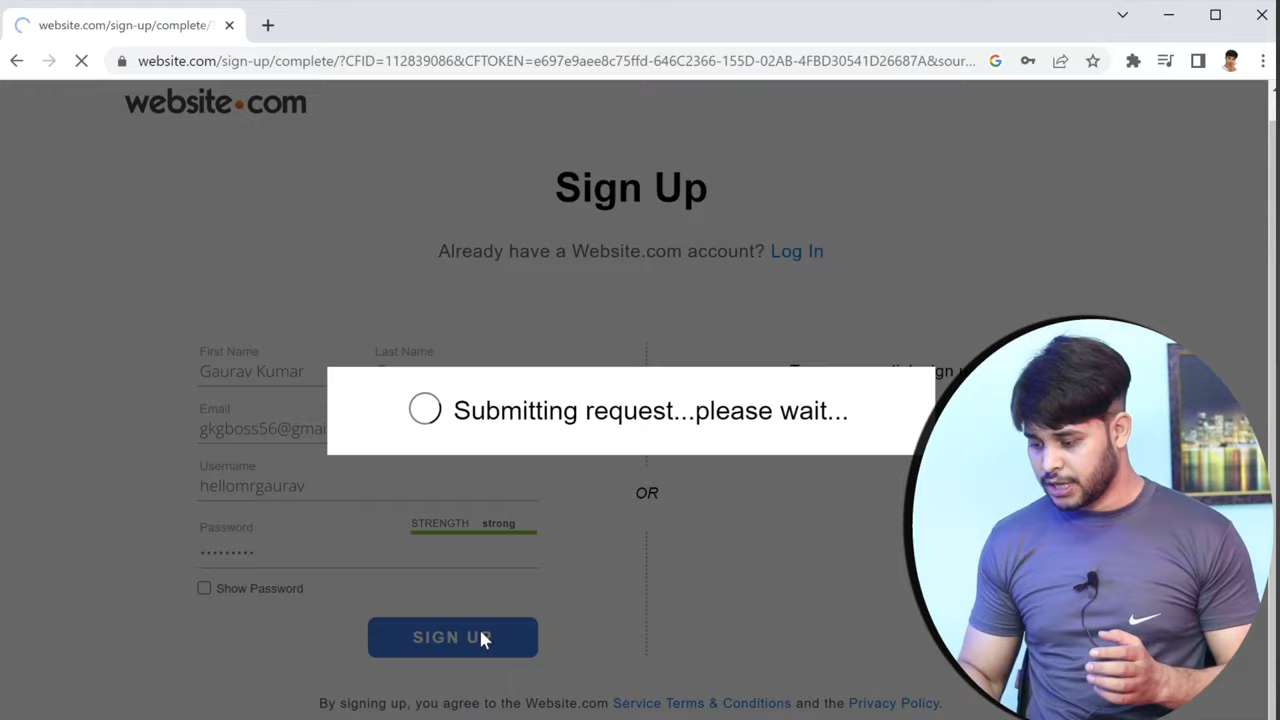 website.com/sign-up/complete/
website.com/sign-up/complete/?CFID=112839086&CFTOKEN=e697e9aee8c75ffd-646C2366-155D-02AB-4FBD30541D26687A&sour...
website.com
Sign Up
Already have a Website.com account? Log In
First Name
Last Name
Gaurav Kumar
Submitting request...please wait...
Email
gkgboss56@gmai
Username
hellomrgaurav
OR
Password
STRENGTH strong
Show Password
SIGN UP
By signing up, you agree to the Website.com Service Terms & Conditions and the Privacy Policy.